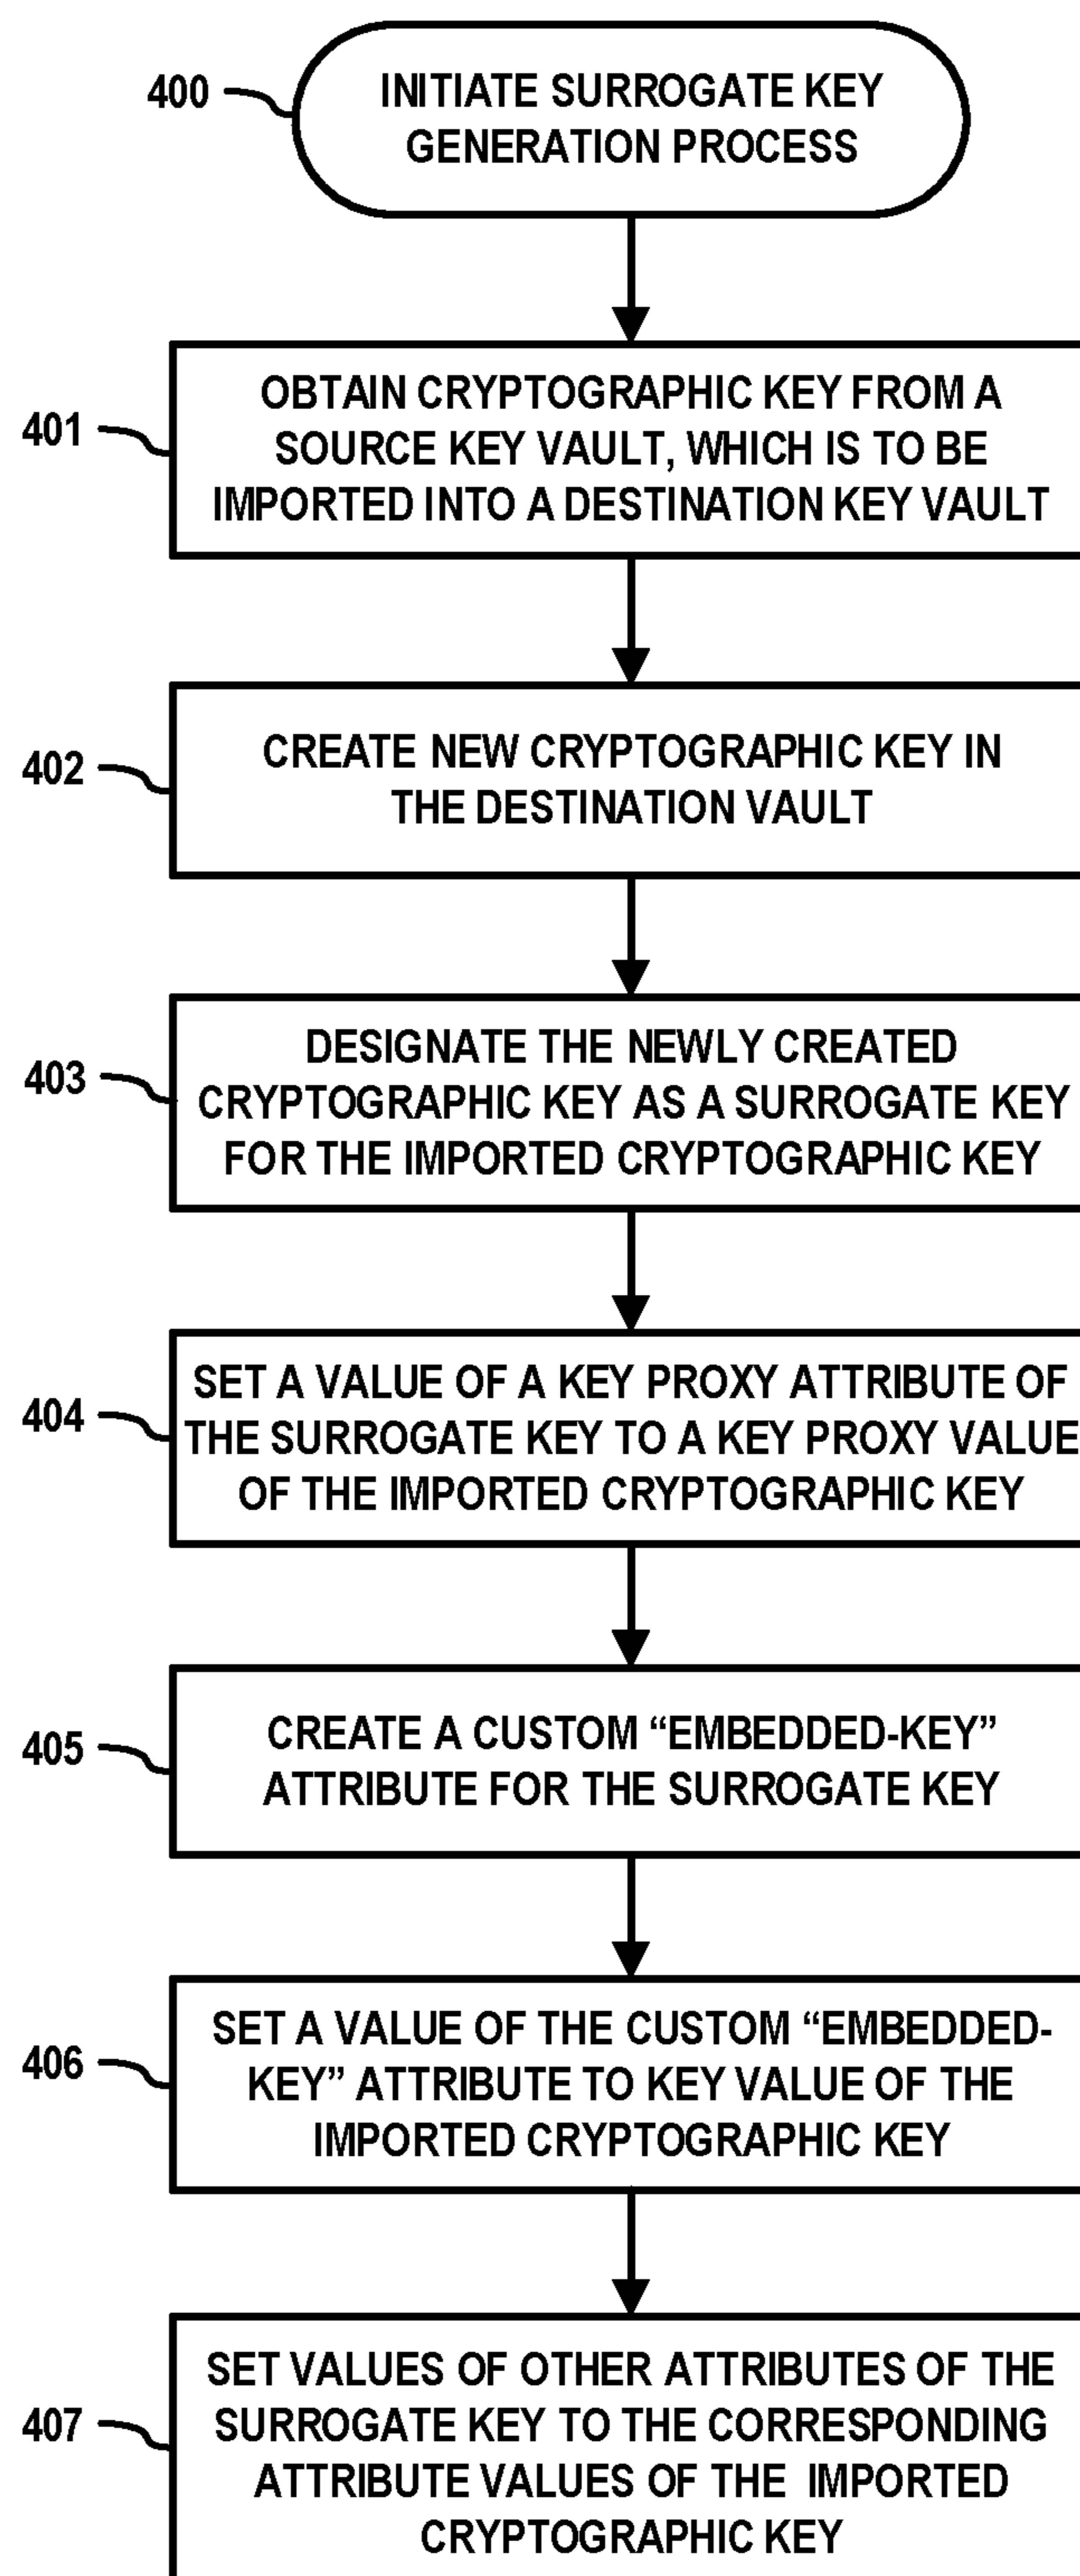 400
INITIATE SURROGATE KEY
GENERATION PROCESS
401
OBTAIN CRYPTOGRAPHIC KEY FROM A
SOURCE KEY VAULT, WHICH IS TO BE
IMPORTED INTO A DESTINATION KEY VAULT
402
CREATE NEW CRYPTOGRAPHIC KEY IN
THE DESTINATION VAULT
403
DESIGNATE THE NEWLY CREATED
CRYPTOGRAPHIC KEY AS A SURROGATE KEY
FOR THE IMPORTED CRYPTOGRAPHIC KEY
404
SET A VALUE OF A KEY PROXY ATTRIBUTE OF
THE SURROGATE KEY TO A KEY PROXY VALUE
OF THE IMPORTED CRYPTOGRAPHIC KEY
405
CREATE A CUSTOM “EMBEDDED-KEY”
ATTRIBUTE FOR THE SURROGATE KEY
406
SET A VALUE OF THE CUSTOM “EMBEDDED-
KEY” ATTRIBUTE TO KEY VALUE OF THE
IMPORTED CRYPTOGRAPHIC KEY
407
SET VALUES OF OTHER ATTRIBUTES OF THE
SURROGATE KEY TO THE CORRESPONDING
ATTRIBUTE VALUES OF THE IMPORTED
CRYPTOGRAPHIC KEY